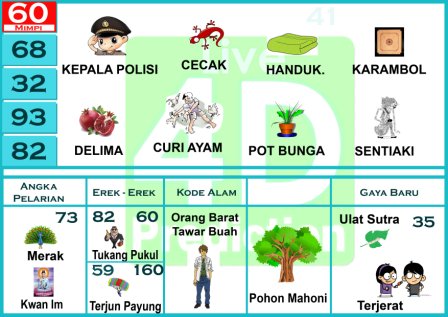 60
MIMPI
68
32
93
82
41
KEPALA POLISI
CECAK
HANDUK.
KARAMBOL
DELIMA
CURI AYAM
POT BUNGA
SENTIAKI
Live
4D
Prediction
ANGKA
PELARIAN
EREK - EREK
KODE ALAM
GAYA BARU
73
Merak
Kwan Im
82 60
Tukang Pukul
59 160
Terjun Payung
Orang Barat
Tawar Buah
Pohon Mahoni
Ulat Sutra 35
Terjerat